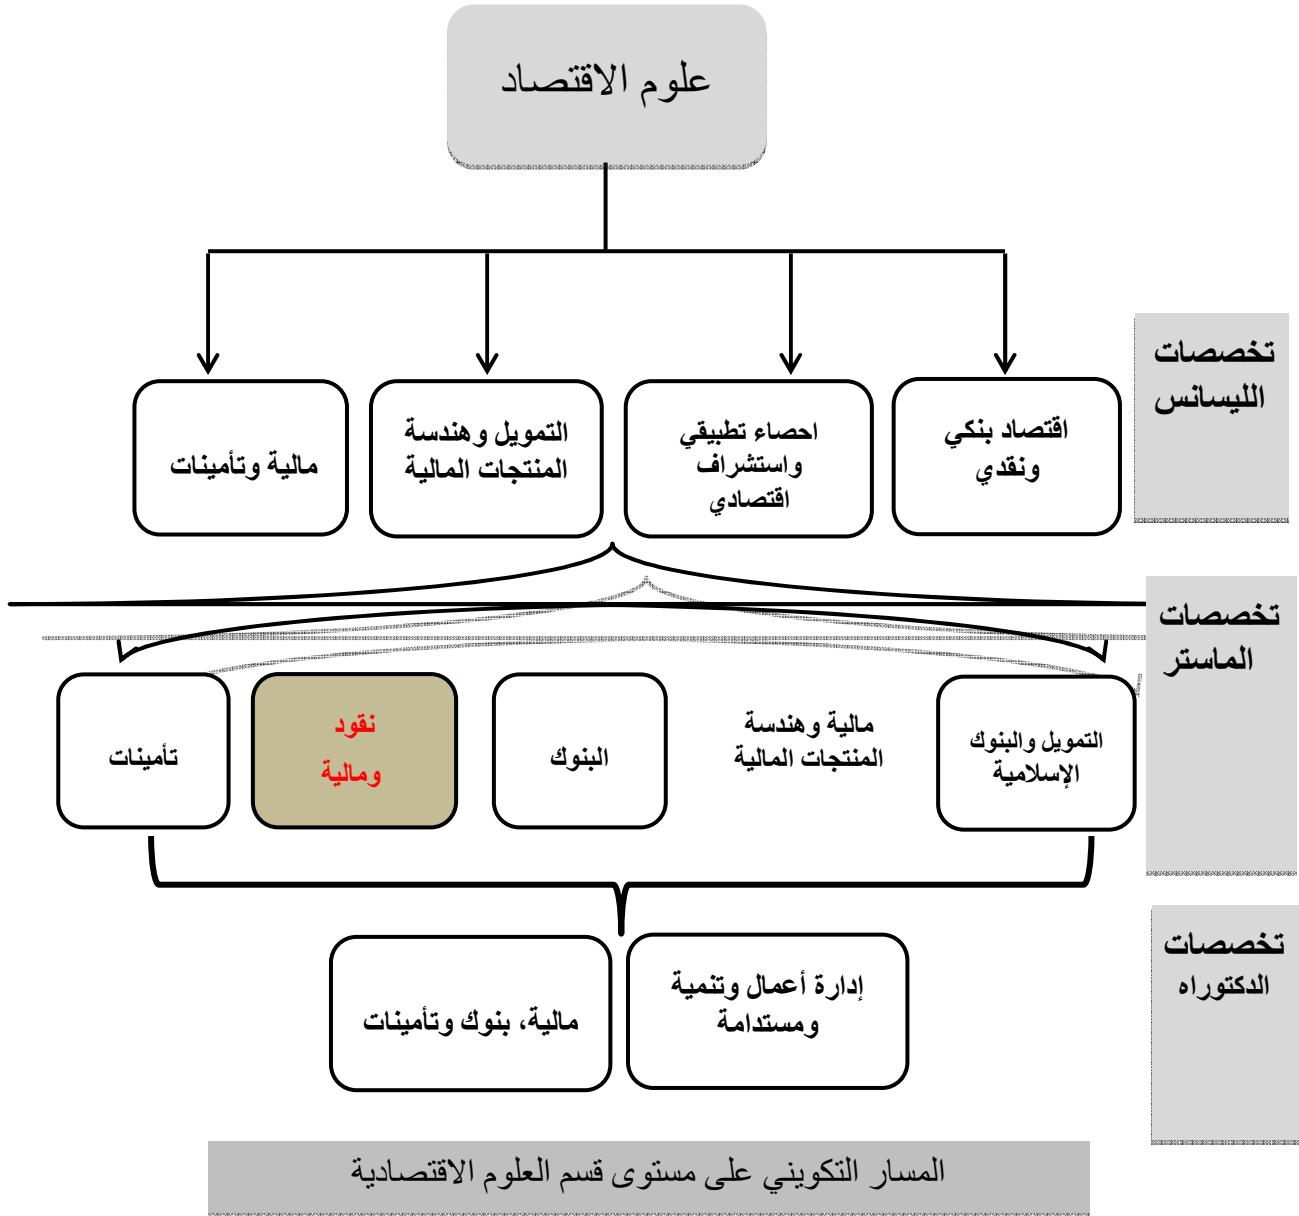 علوم الاقتصاد
تخصصات
الليسانس
اقتصاد بنكي
ونقدي
احصاء تطبيقي
واستشراف
اقتصادي
التمويل وهندسة
المنتجات المالية
مالية وتأمينات
تخصصات
الماستر
التمويل والبنوك
الإسلامية
مالية وهندسة
المنتجات المالية
البنوك
نقود
ومالية
تأمينات
تخصصات
الدكتوراه
إدارة أعمال وتنمية
ومستدامة
مالية، بنوك وتأمينات
المسار التكويني على مستوى قسم العلوم الاقتصادية